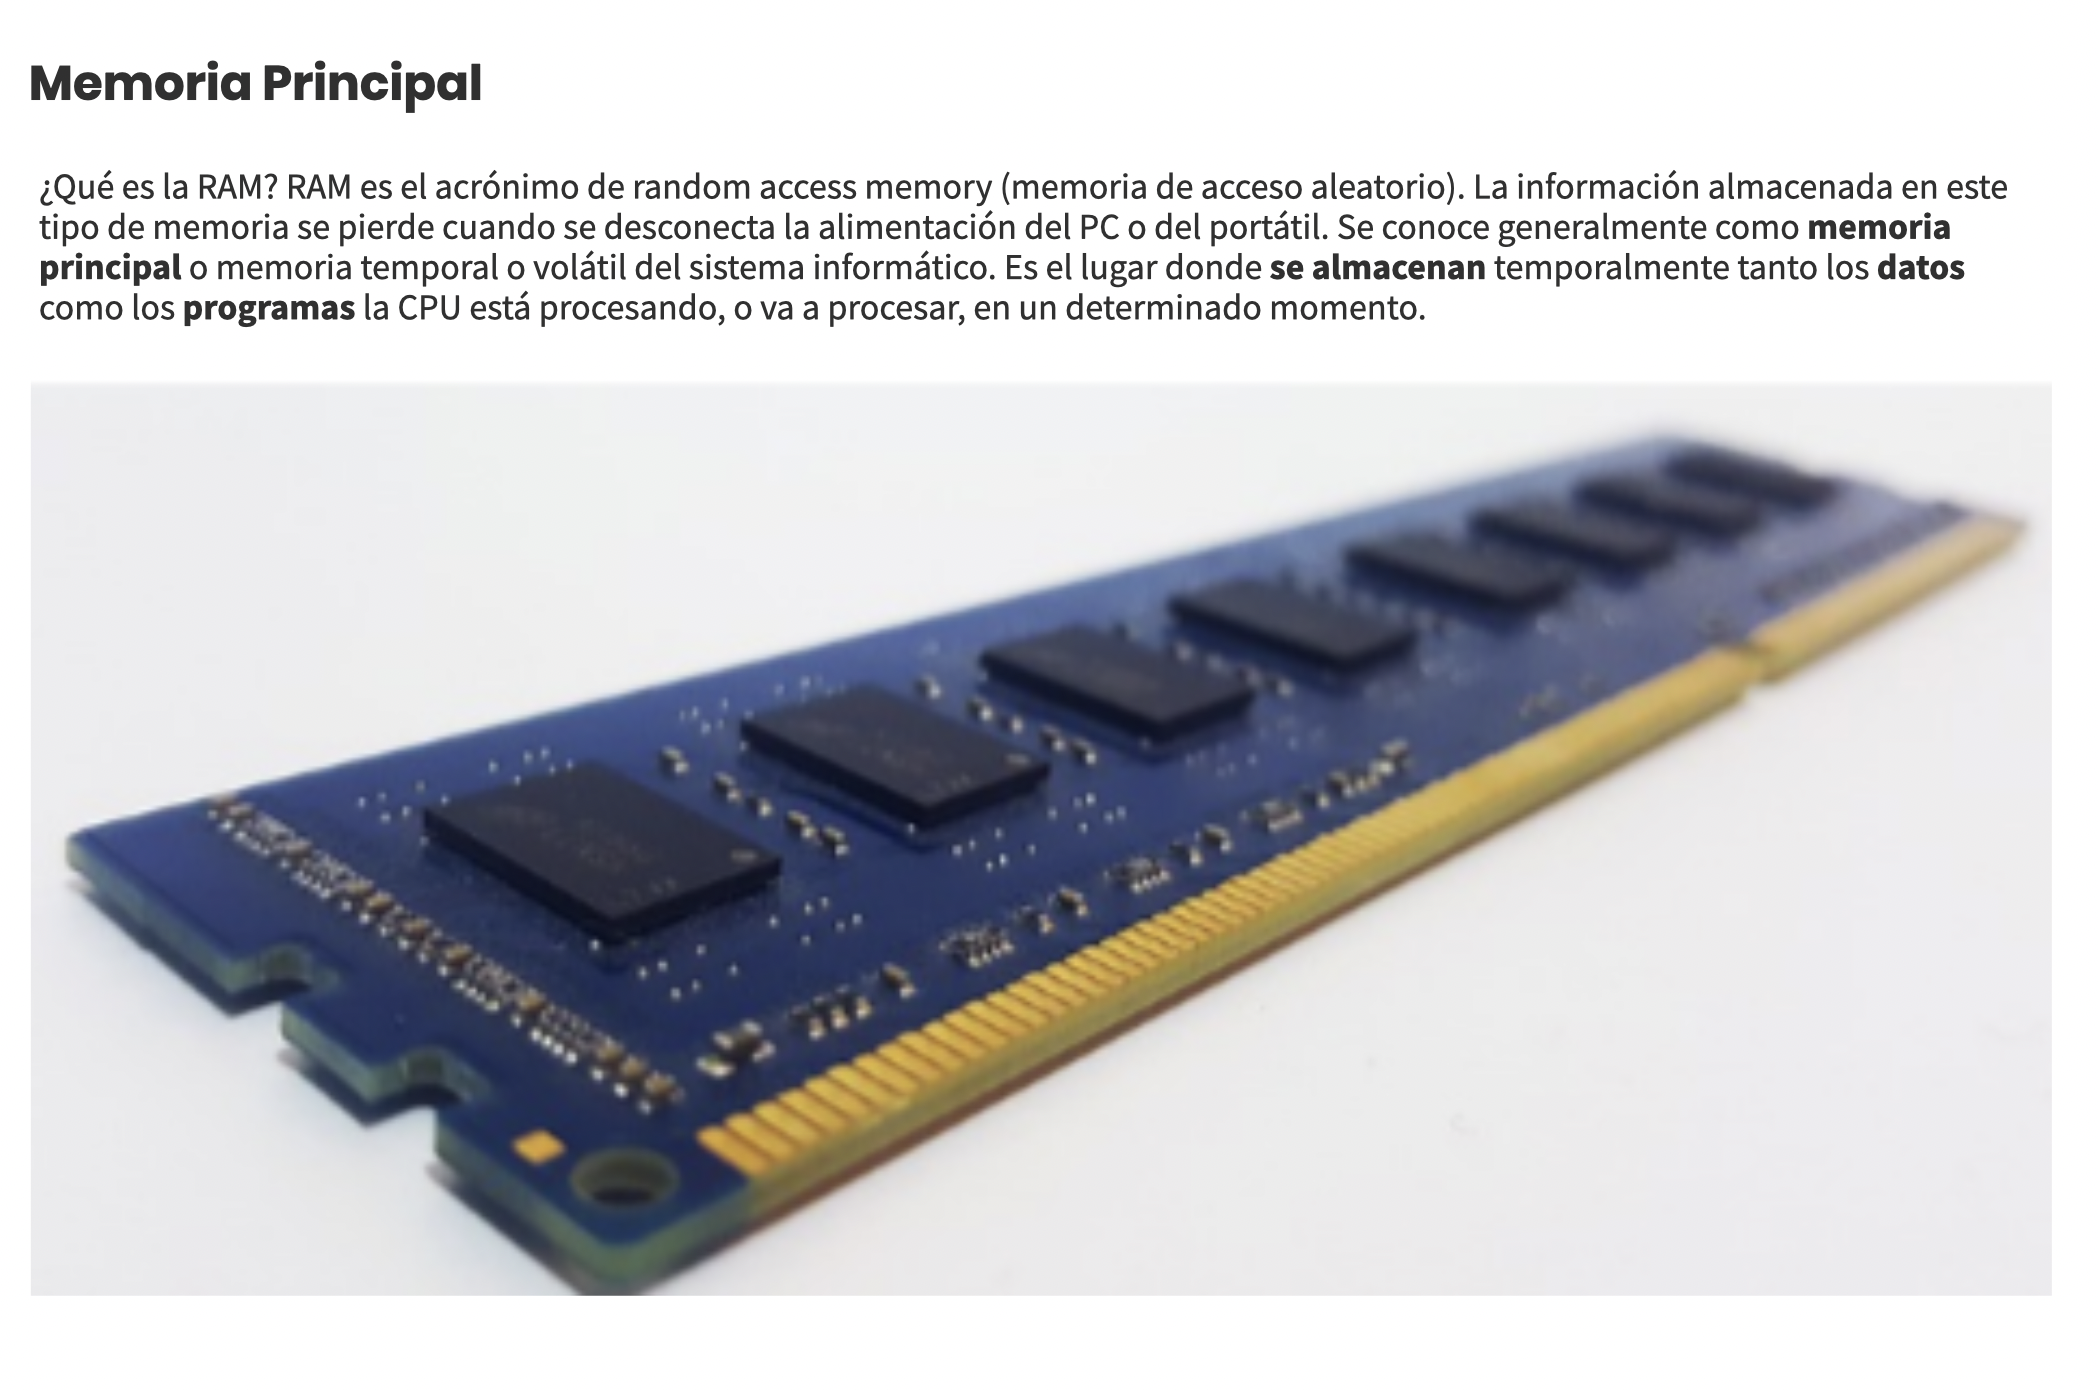 Memoria Principal
¿Qué es la RAM? RAM es el acrónimo de random access memory (memoria de acceso aleatorio). La información almacenada en este
tipo de memoria se pierde cuando se desconecta la alimentación del PC o del portátil. Se conoce generalmente como memoria
principal o memoria temporal o volátil del sistema informático. Es el lugar donde se almacenan temporalmente tanto los datos
como los programas la CPU está procesando, o va a procesar, en un determinado momento.